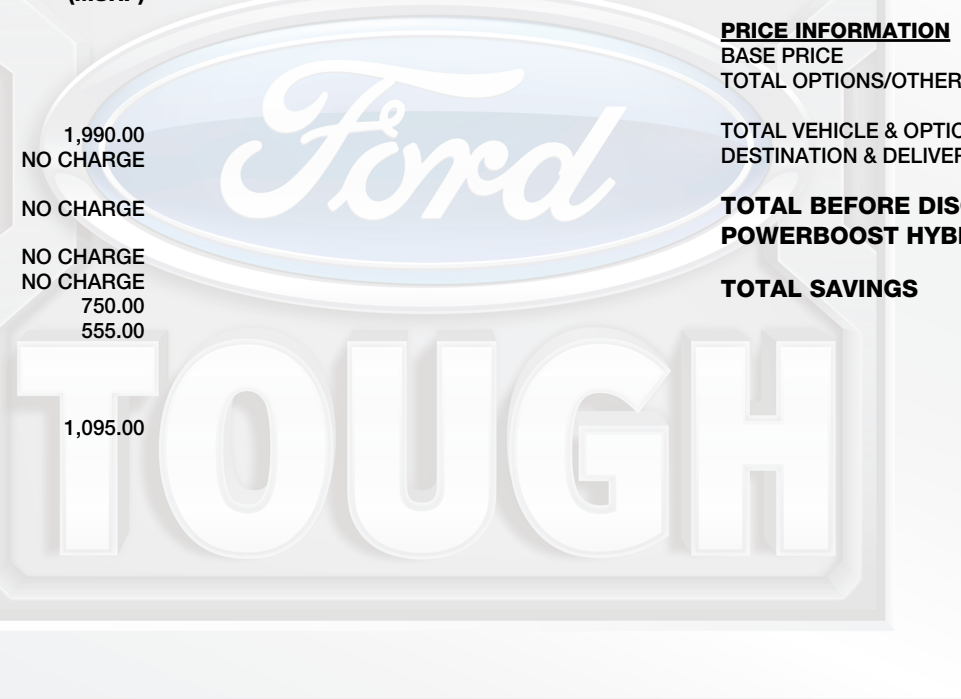 (MSRP)
1,990.00
NO CHARGE
NO CHARGE
NO CHARGE
NO CHARGE
750.00
555.00
1,095.00
PRICE INFORMATION
BASE PRICE
TOTAL OPTIONS/OTHER
TOTAL VEHICLE & OPTIO
DESTINATION & DELIVER
TOTAL BEFORE DIS
POWERBOOST HYB
TOTAL SAVINGS
Ford
TOUGH